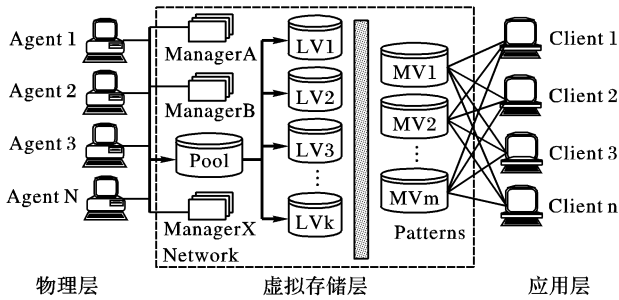 Agent 1
Agent 2
Agent 3
Agent N
ManagerA
ManagerB
Pool
ManagerX
Network
LV1
LV2
LV3
⋮
LVk
MV1
MV2
⋮
MVm
Patterns
Client 1
Client 2
Client 3
Client n
物理层
虚拟存储层
应用层